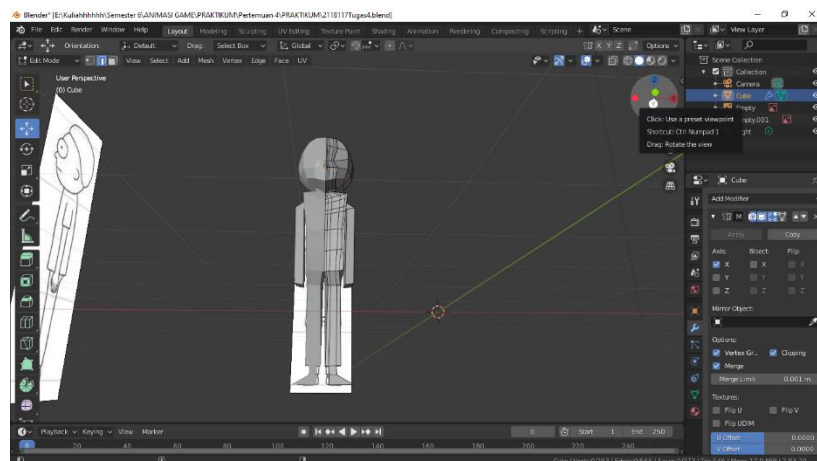 Blender* [E:\Kuliahhhhhh\Semester 6\ANIMASI GAME\PRAKTIKUM\Pertemuan 4\PRAKTIKUM\2118117Tugas4.blend]
File Edit Render Window Help Layout Modeling Sculpting UV Editing Texture Paint Shading Animation Rendering Compositing Scripting + Scene View Layer
Orientation: Default Drag: Select Box Global X Y Z Options
Edit Mode View Select Add Mesh Vertex Edge Face UV
User Perspective
(0) Cube
Scene Collection
Collection
Camera
Cube
Empty
Click: Use a preset viewpoint
Shortcut: Ctrl Numpad 1
Drag: Rotate the view
Cube
Add Modifier
M
Apply Copy
Axis: Bisect: Flip:
X X X
Y Y Y
Z Z Z
Mirror Object:
Options:
Vertex Gr.. Clipping
Merge
Merge Limit 0.001 m
Textures:
Flip U Flip V
Flip UDIM
U Offset 0.0000
V Offset 0.0000
Playback Keying View Marker 0 Start 1 End 250
0 20 40 60 80 100 120 140 160 180 200 220 240